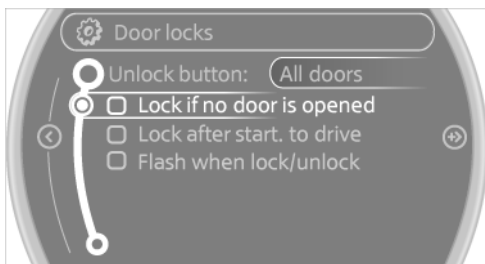 Door locks
Unlock button: All doors
Lock if no door is opened
Lock after start. to drive
Flash when lock/unlock